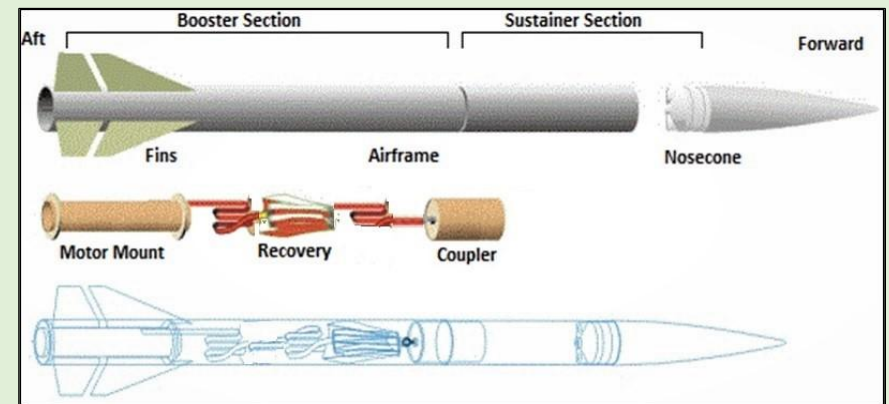 Booster Section
Sustainer Section
Aft
Forward
Fins
Airframe
Nosecone
Motor Mount
Recovery
Coupler